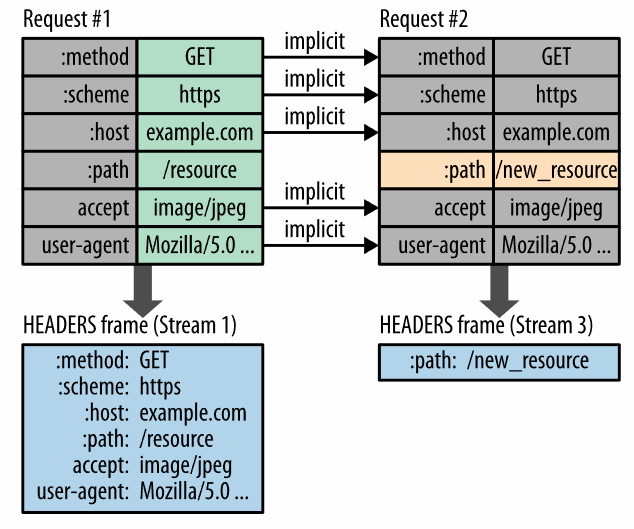 Request #1
:method GET
:scheme https
:host example.com
:path /resource
accept image/jpeg
user-agent Mozilla/5.0 ...
implicit
implicit
implicit
implicit
implicit
Request #2
:method GET
:scheme https
:host example.com
:path /new_resource
accept image/jpeg
user-agent Mozilla/5.0 ...
HEADERS frame (Stream 1)
:method: GET
:scheme: https
:host: example.com
:path: /resource
accept: image/jpeg
user-agent: Mozilla/5.0 ...
HEADERS frame (Stream 3)
:path: /new_resource